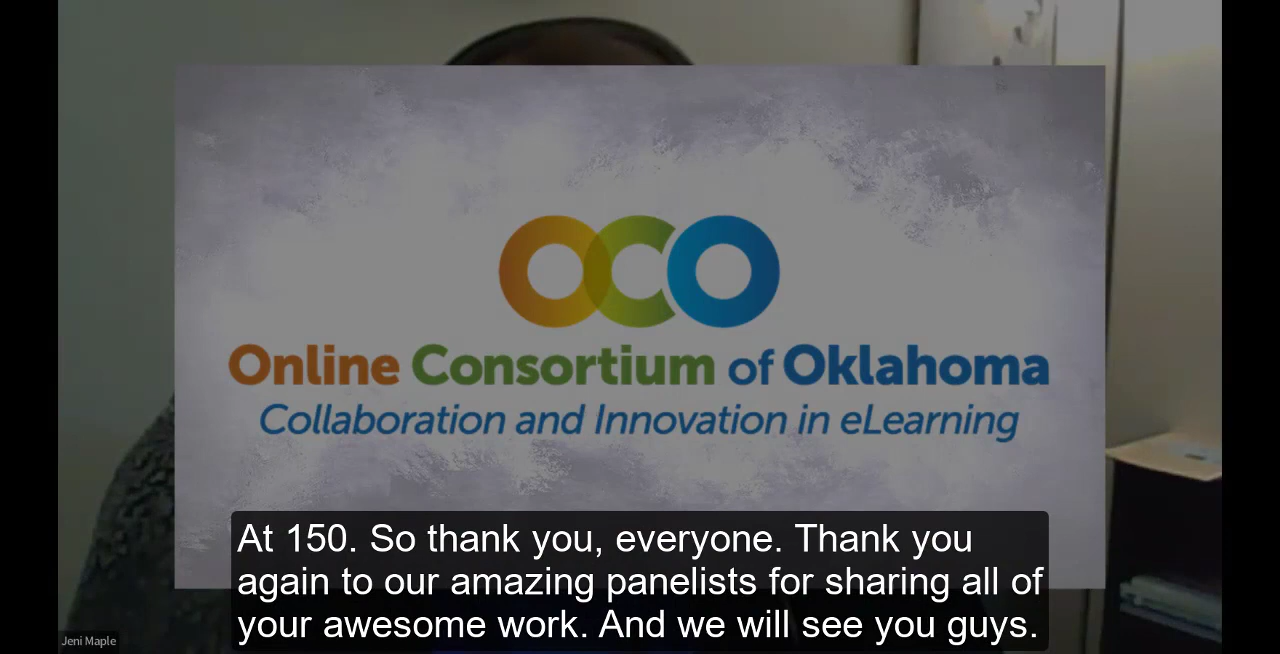 OCO
Online Consortium of Oklahoma
Collaboration and Innovation in eLearning
At 150. So thank you, everyone. Thank you
again to our amazing panelists for sharing all of
your awesome work. And we will see you guys.
Jeni Maple